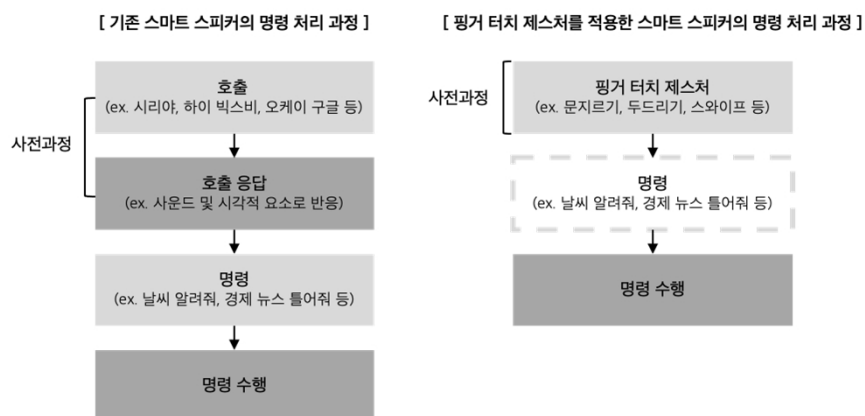 [ 기존 스마트 스피커의 명령 처리 과정 ]
사전과정
호출
(ex. 시리야, 하이 빅스비, 오케이 구글 등)
호출 응답
(ex. 사운드 및 시각적 요소로 반응)
명령
(ex. 날씨 알려줘, 경제 뉴스 틀어줘 등)
명령 수행
[ 핑거 터치 제스처를 적용한 스마트 스피커의 명령 처리 과정 ]
사전과정
핑거 터치 제스처
(ex. 문지르기, 두드리기, 스와이프 등)
명령
(ex. 날씨 알려줘, 경제 뉴스 틀어줘 등)
명령 수행